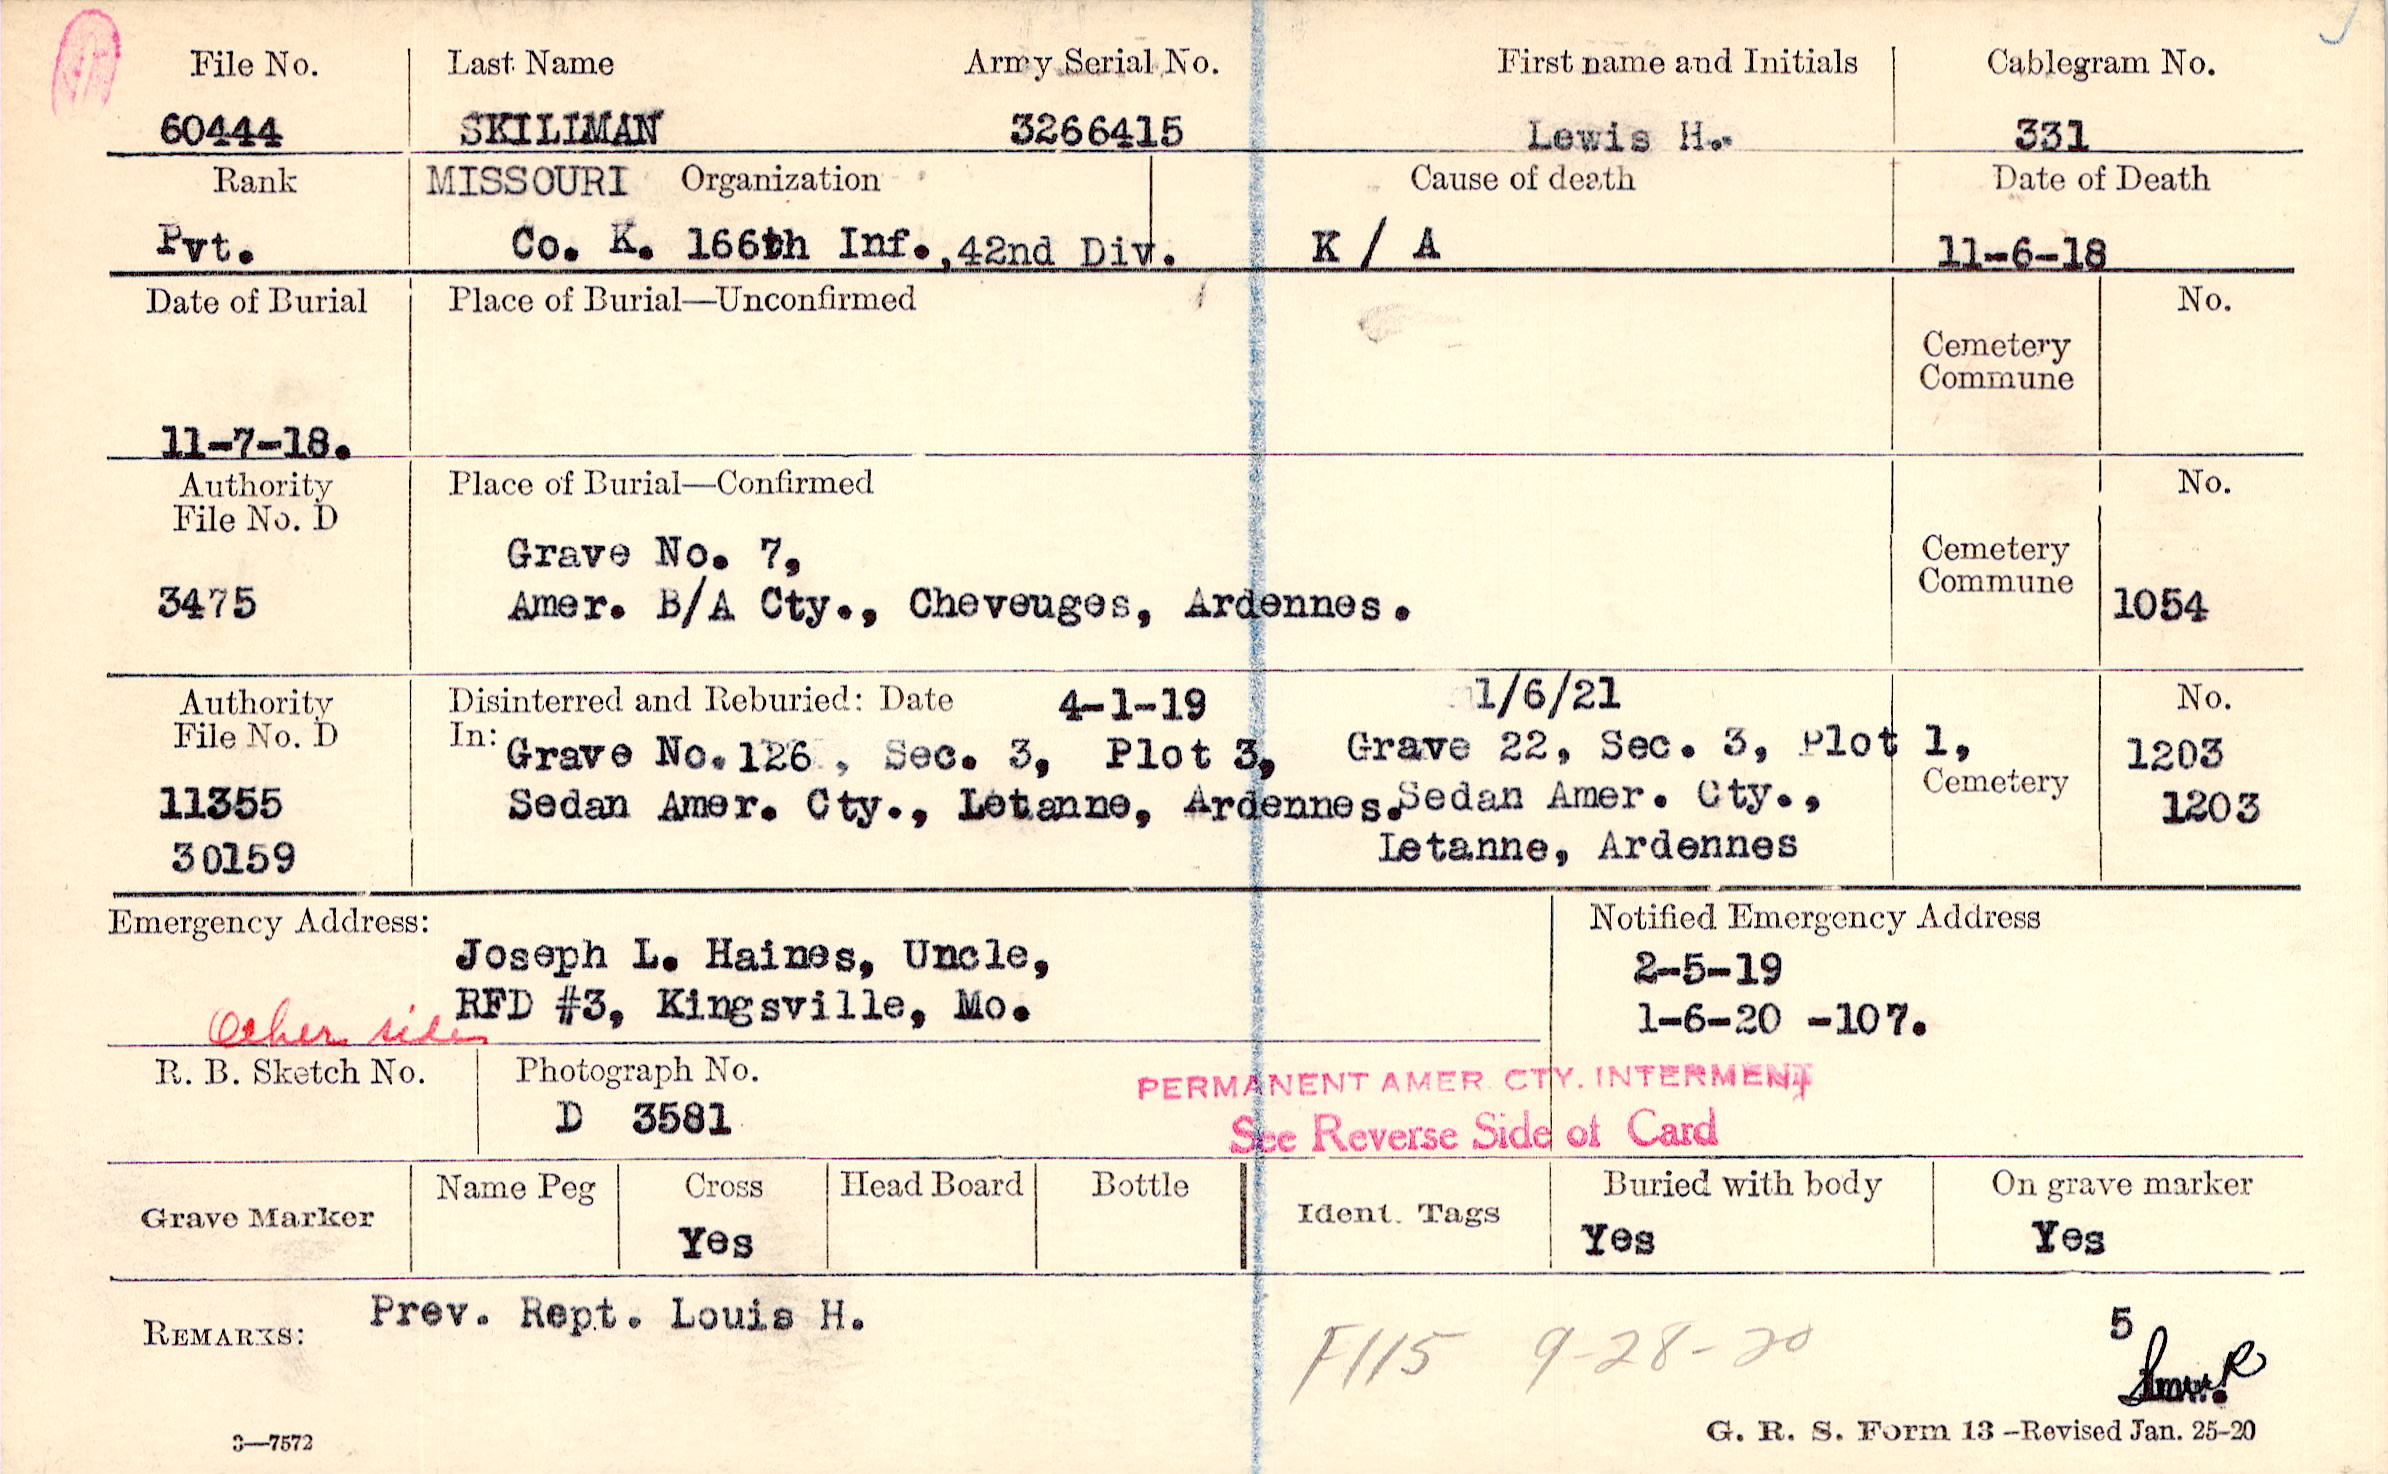 File No. Last Name Army Serial No. First name and Initials Cablegram No.
60444 SKILIMAN 3266415 Lewis H. 331
Rank MISSOURI Organization Cause of death Date of Death
Pvt. Co. K. 166th Inf., 42nd Div. K / A 11-6-18
Date of Burial Place of Burial—Unconfirmed No.
Cemetery
Commune
11-7-18.
Authority Place of Burial—Confirmed No.
File No. D
Grave No. 7, Cemetery
3475 Amer. B/A Cty., Cheveuges, Ardennes. Commune 1054
Authority Disinterred and Reburied: Date 4-1-19 1/6/21 No.
File No. D In: Grave No. 126, Sec. 3, Plot 3, Grave 22, Sec. 3, Plot 1, 1203
11355 Sedan Amer. Cty., Letanne, Ardennes. Sedan Amer. Cty., Cemetery 1203
30159 Letanne, Ardennes
Emergency Address: Notified Emergency Address
Joseph L. Haines, Uncle, 2-5-19
Other side RFD #3, Kingsville, Mo. 1-6-20 -107.
R. B. Sketch No. Photograph No. PERMANENT AMER. CTY. INTERMENT
D 3581 See Reverse Side of Card
Grave Marker Name Peg Cross Head Board Bottle Ident. Tags Buried with body On grave marker
Yes Yes Yes
REMARKS: Prev. Rept. Louis H. 5
F115 9-28-20
3—7572 G. R. S. Form 13 -Revised Jan. 25-20